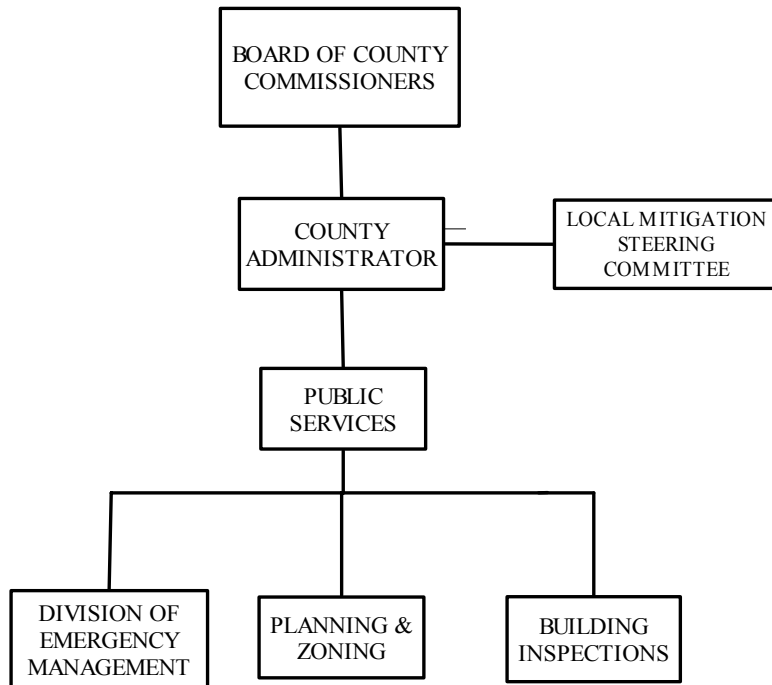 BOARD OF COUNTY
COMMISSIONERS
COUNTY
ADMINISTRATOR
LOCAL MITIGATION
STEERING
COMMITTEE
PUBLIC
SERVICES
DIVISION OF
EMERGENCY
MANAGEMENT
PLANNING &
ZONING
BUILDING
INSPECTIONS